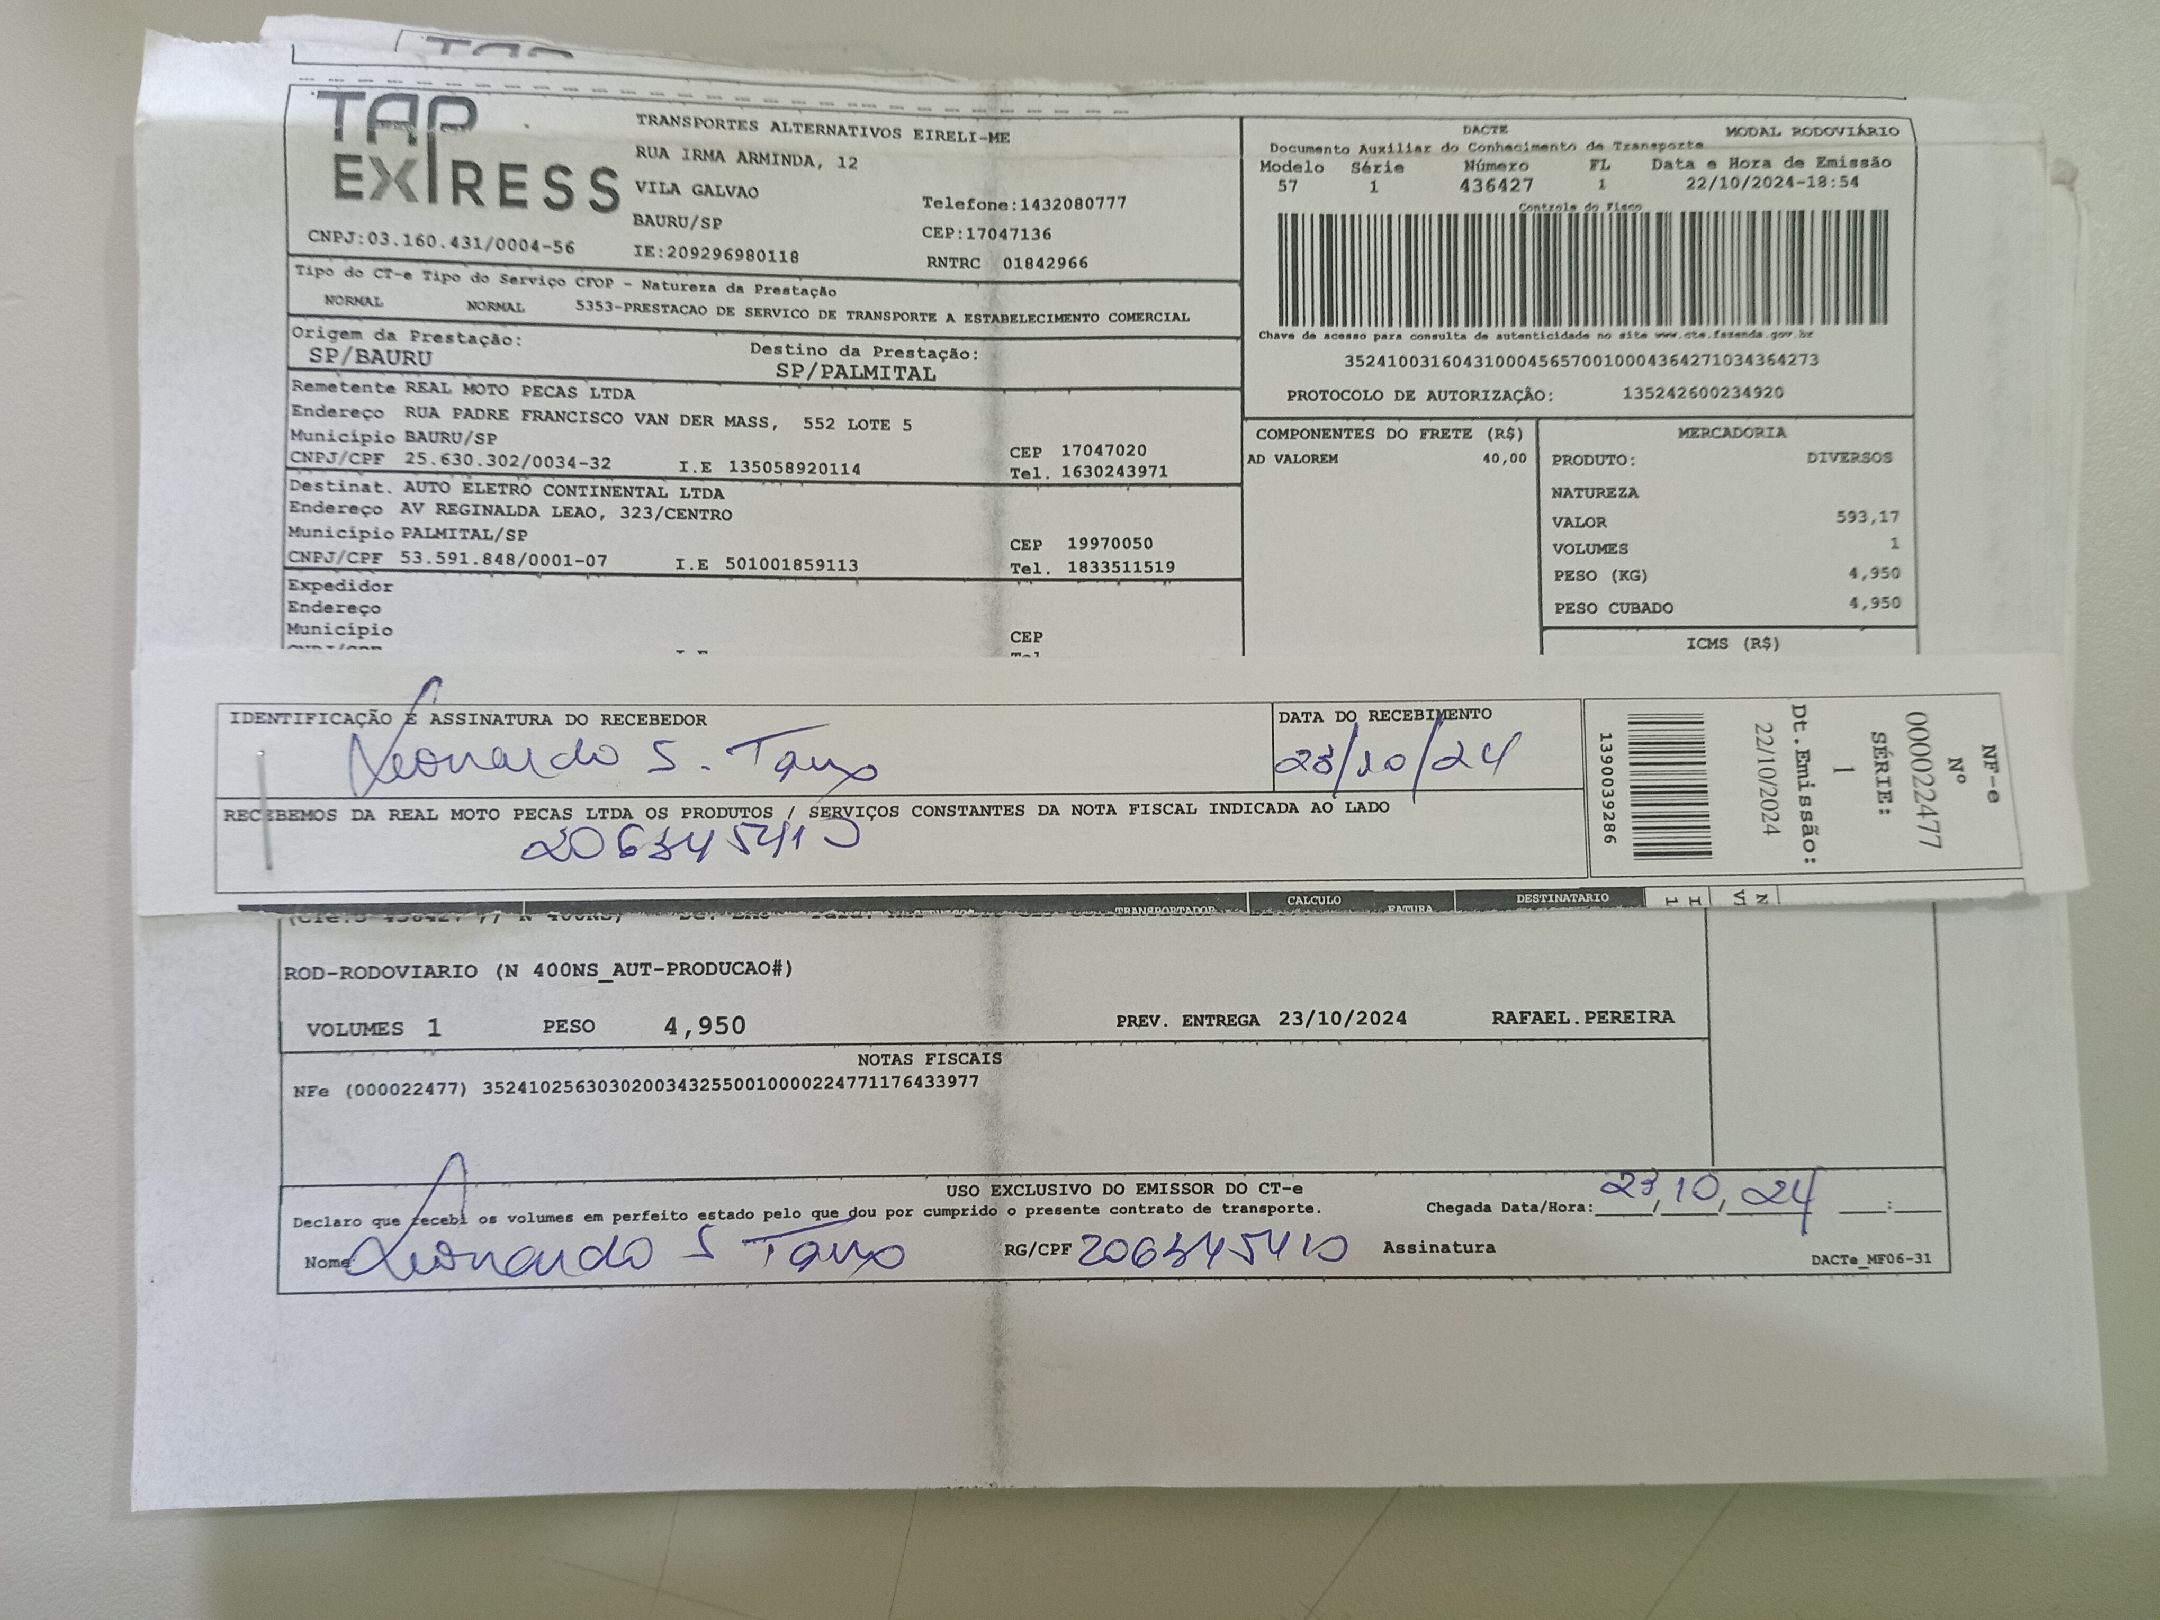 TAP
EXPRESS
TRANSPORTES ALTERNATIVOS EIRELI-ME
RUA IRMA ARMINDA, 12
VILA GALVAO
BAURU/SP
Telefone:1432080777
CEP:17047136
CNPJ:03.160.431/0004-56
IE:209296980118
RNTRC 01842966
DACTE
MODAL RODOVIÁRIO
Documento Auxiliar do Conhecimento de Transporte
Modelo Série Número FL Data e Hora de Emissão
57 1 436427 1 22/10/2024-18:54
Controle do Fisco
Chave de acesso para consulta de autenticidade no site www.cte.fazenda.gov.br
35241003160431000456570010004364271034364273
PROTOCOLO DE AUTORIZAÇÃO: 135242600234920
Tipo do CT-e Tipo do Serviço CFOP - Natureza da Prestação
NORMAL NORMAL 5353-PRESTACAO DE SERVICO DE TRANSPORTE A ESTABELECIMENTO COMERCIAL
Origem da Prestação:
SP/BAURU
Destino da Prestação:
SP/PALMITAL
Remetente REAL MOTO PECAS LTDA
Endereço RUA PADRE FRANCISCO VAN DER MASS, 552 LOTE 5
Município BAURU/SP CEP 17047020
CNPJ/CPF 25.630.302/0034-32 I.E 135058920114 Tel. 1630243971
Destinat. AUTO ELETRO CONTINENTAL LTDA
Endereço AV REGINALDA LEAO, 323/CENTRO
Município PALMITAL/SP CEP 19970050
CNPJ/CPF 53.591.848/0001-07 I.E 501001859113 Tel. 1833511519
Expedidor
Endereço
Município CEP
COMPONENTES DO FRETE (R$)
AD VALOREM 40,00
MERCADORIA
PRODUTO: DIVERSOS
NATUREZA
VALOR 593,17
VOLUMES 1
PESO (KG) 4,950
PESO CUBADO 4,950
ICMS (R$)
IDENTIFICAÇÃO E ASSINATURA DO RECEBEDOR
Leonardo S.
DATA DO RECEBIMENTO
23/10/24
RECEBEMOS DA REAL MOTO PECAS LTDA OS PRODUTOS / SERVIÇOS CONSTANTES DA NOTA FISCAL INDICADA AO LADO
1390039286
NF-e
Nº
000022477
SÉRIE:
1
Dt.Emissão:
22/10/2024
TRANSPORTADOR CALCULO FATURA DESTINATARIO
ROD-RODOVIARIO (N 400NS_AUT-PRODUCAO#)
VOLUMES 1 PESO 4,950 PREV. ENTREGA 23/10/2024 RAFAEL.PEREIRA
NOTAS FISCAIS
NFe (000022477) 35241025630302003432550010000224771176433977
USO EXCLUSIVO DO EMISSOR DO CT-e
Declaro que recebi os volumes em perfeito estado pelo que dou por cumprido o presente contrato de transporte.
Chegada Data/Hora: 23/10/24 :
Nome Leonardo S
RG/CPF
Assinatura
DACTe_MF06-31